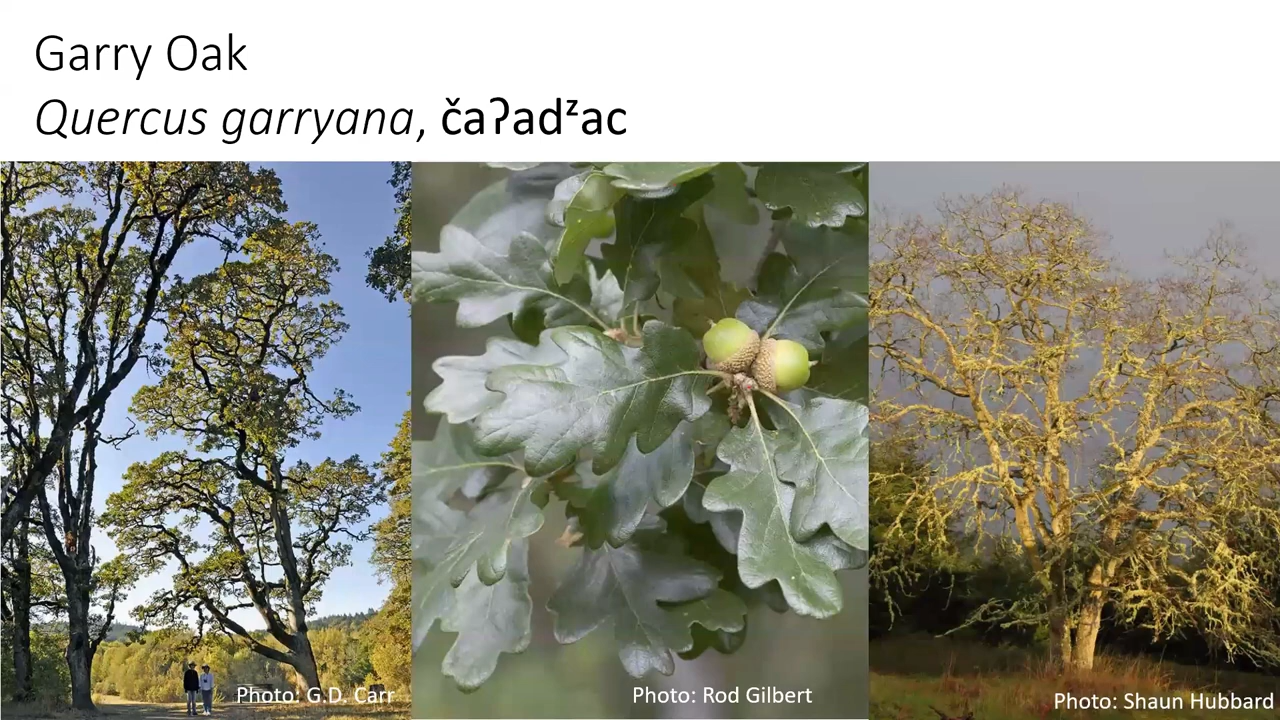 Garry Oak
Quercus garryana, čaʔadᶻac
Photo: G.D. Carr
Photo: Rod Gilbert
Photo: Shaun Hubbard